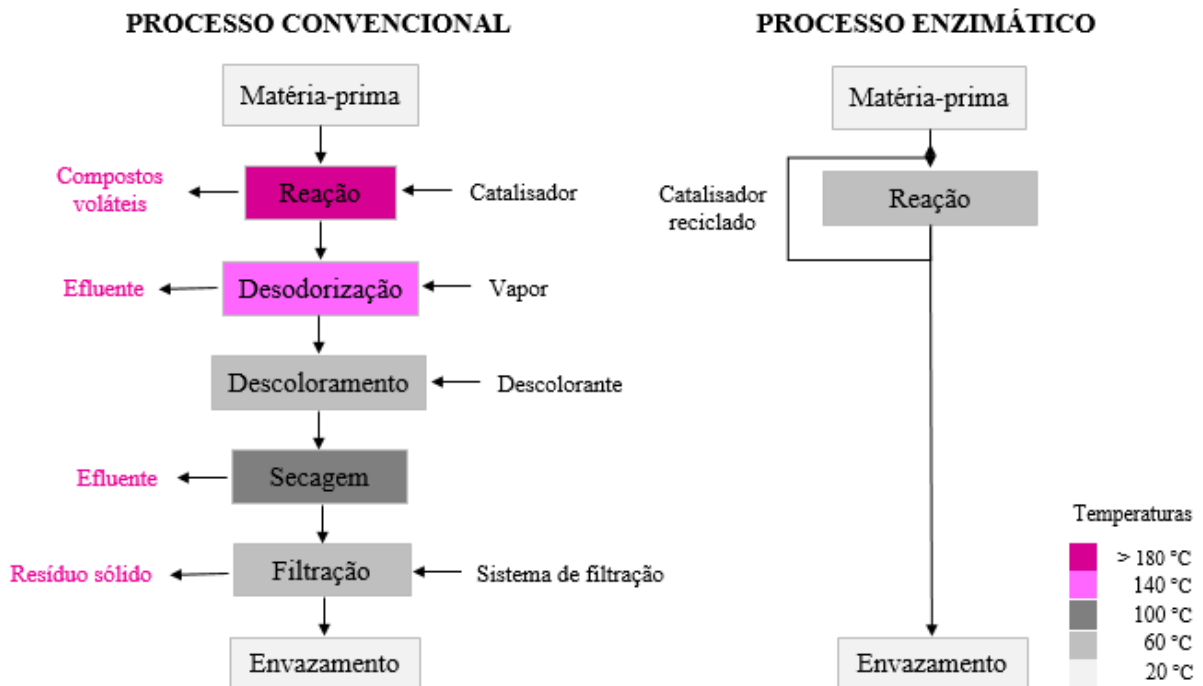 PROCESSO CONVENCIONAL
Matéria-prima
Compostos
voláteis
Reação
Catalisador
Efluente
Desodorização
Vapor
Descoloramento
Descolorante
Efluente
Secagem
Resíduo sólido
Filtração
Sistema de filtração
Envazamento
PROCESSO ENZIMÁTICO
Matéria-prima
Catalisador
reciclado
Reação
Envazamento
Temperaturas
> 180 °C
140 °C
100 °C
60 °C
20 °C